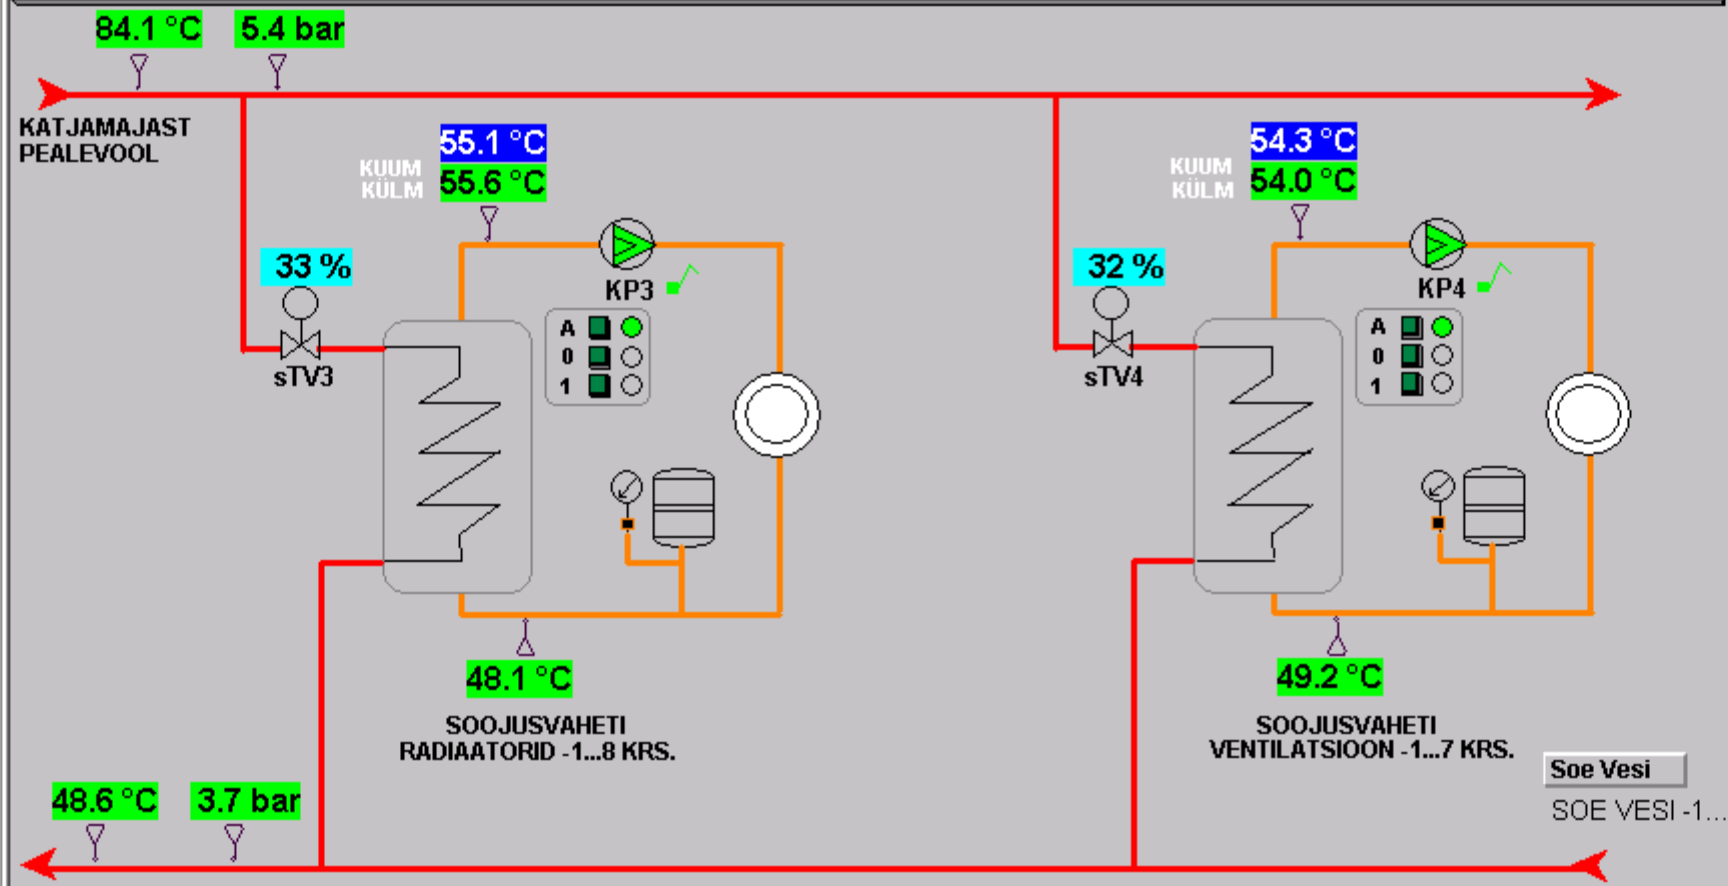 84.1 °C 5.4 bar
KATJAMAJAST
PEALEVOOL
55.1 °C
KUUM
KÜLM
55.6 °C
54.3 °C
KUUM
KÜLM
54.0 °C
33 %
KP3
sTV3
A
0
1
32 %
KP4
sTV4
A
0
1
48.1 °C
SOOJUSVAHETI
RADIAATORID -1...8 KRS.
49.2 °C
SOOJUSVAHETI
VENTILATSIOON -1...7 KRS.
Soe Vesi
SOE VESI -1...
48.6 °C 3.7 bar